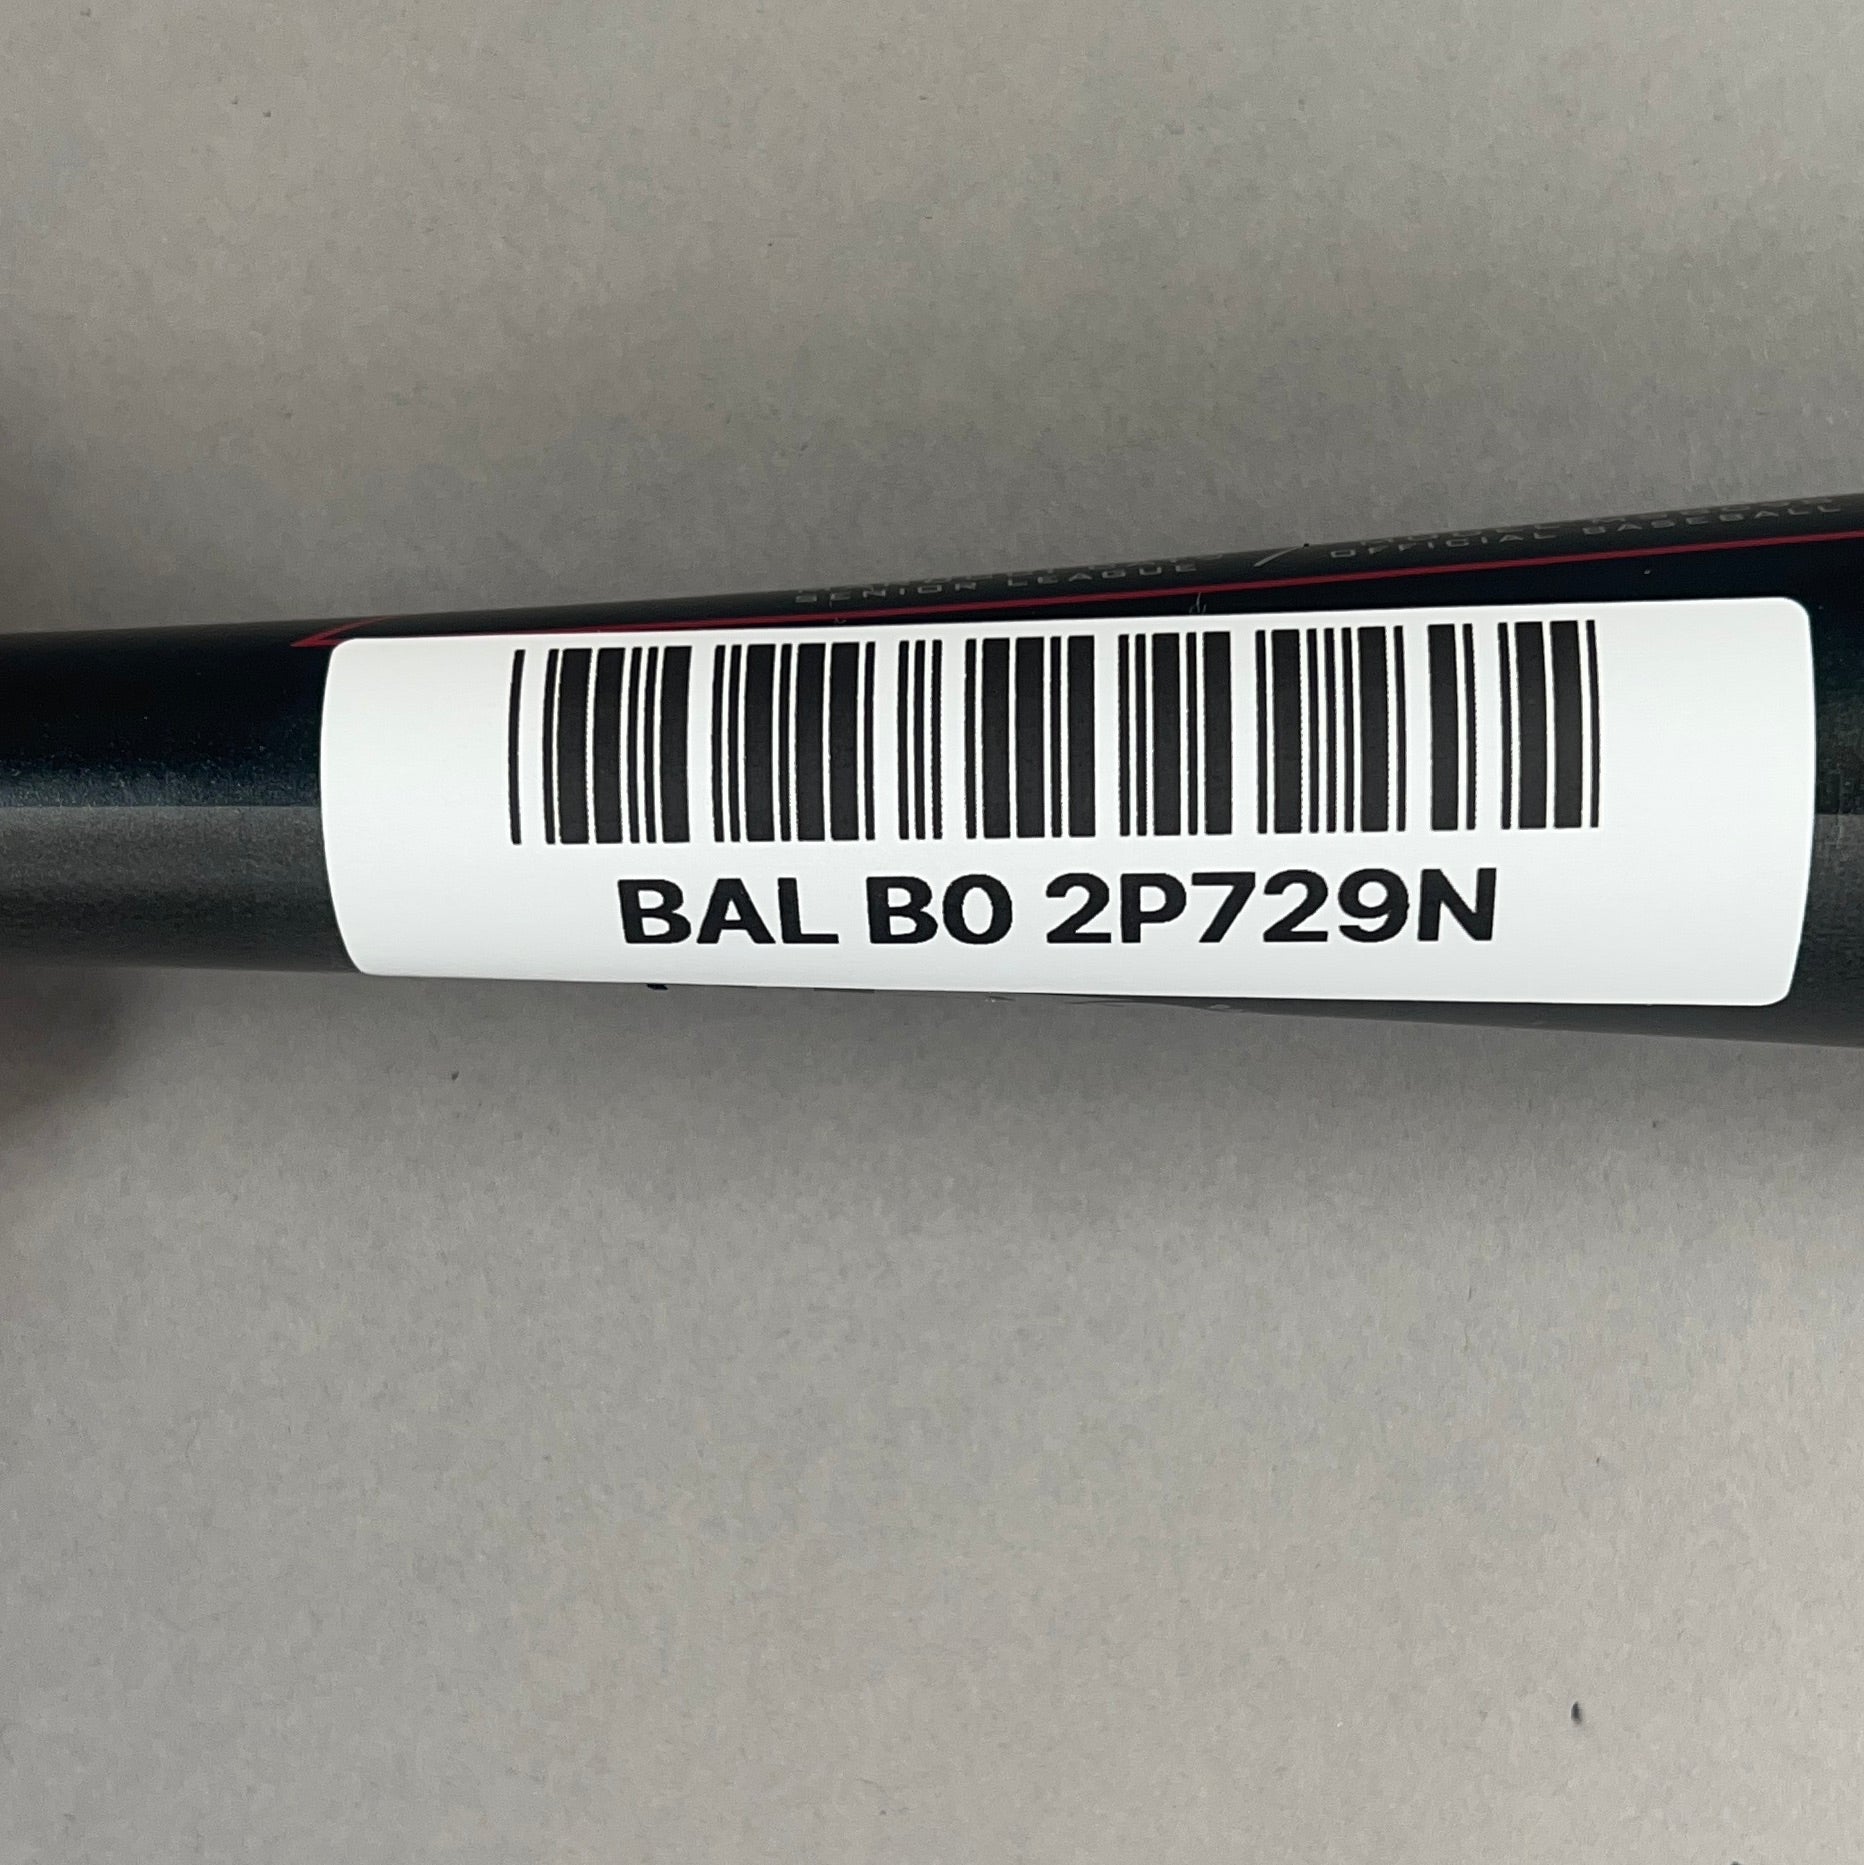 SENIOR LEAGUE / OFFICIAL BASEBALL
BAL B0 2P729N